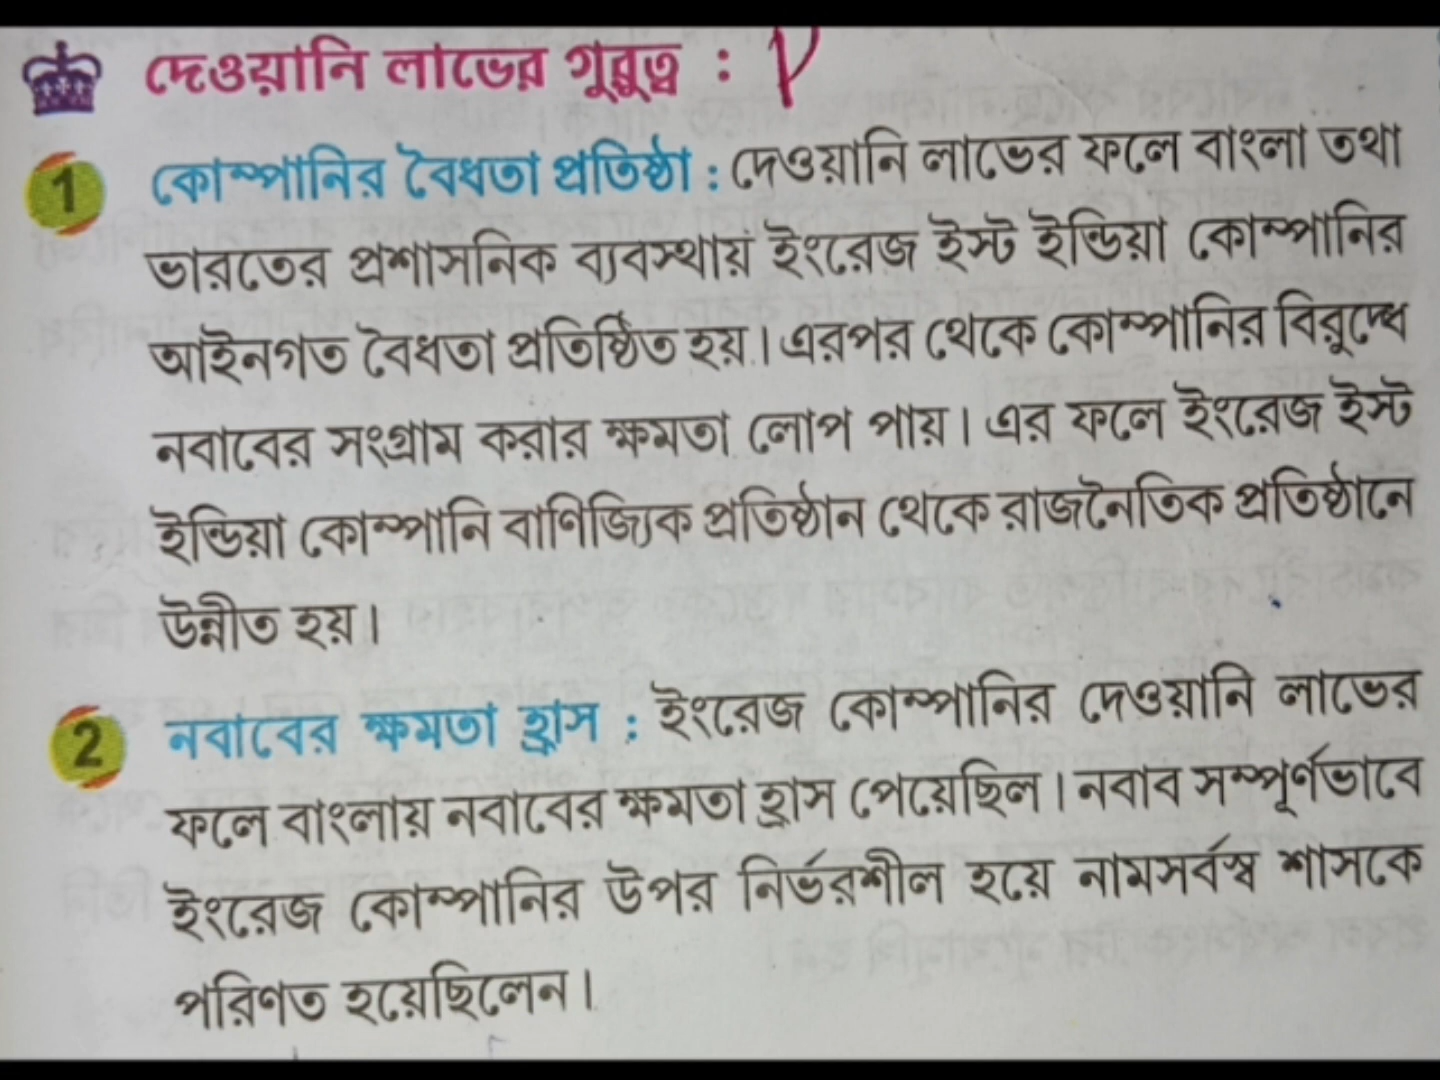 দেওয়ানি লাভের গুরুত্ব : P
1 কোম্পানির বৈধতা প্রতিষ্ঠা : দেওয়ানি লাভের ফলে বাংলা তথা
ভারতের প্রশাসনিক ব্যবস্থায় ইংরেজ ইস্ট ইন্ডিয়া কোম্পানির
আইনগত বৈধতা প্রতিষ্ঠিত হয়। এরপর থেকে কোম্পানির বিরুদ্ধে
নবাবের সংগ্রাম করার ক্ষমতা লোপ পায়। এর ফলে ইংরেজ ইস্ট
ইন্ডিয়া কোম্পানি বাণিজ্যিক প্রতিষ্ঠান থেকে রাজনৈতিক প্রতিষ্ঠানে
উন্নীত হয়।
2 নবাবের ক্ষমতা হ্রাস : ইংরেজ কোম্পানির দেওয়ানি লাভের
ফলে বাংলায় নবাবের ক্ষমতা হ্রাস পেয়েছিল। নবাব সম্পূর্ণভাবে
ইংরেজ কোম্পানির উপর নির্ভরশীল হয়ে নামসর্বস্ব শাসকে
পরিণত হয়েছিলেন।